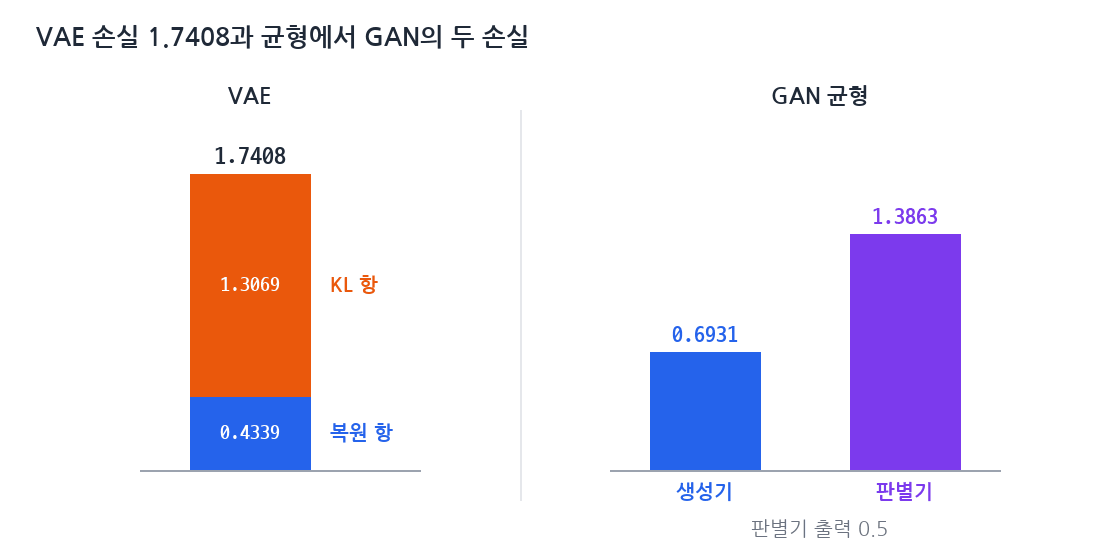 VAE 손실 1.7408과 균형에서 GAN의 두 손실
VAE
1.7408
1.3069
KL 항
0.4339
복원 항
GAN 균형
0.6931
1.3863
생성기
판별기
판별기 출력 0.5